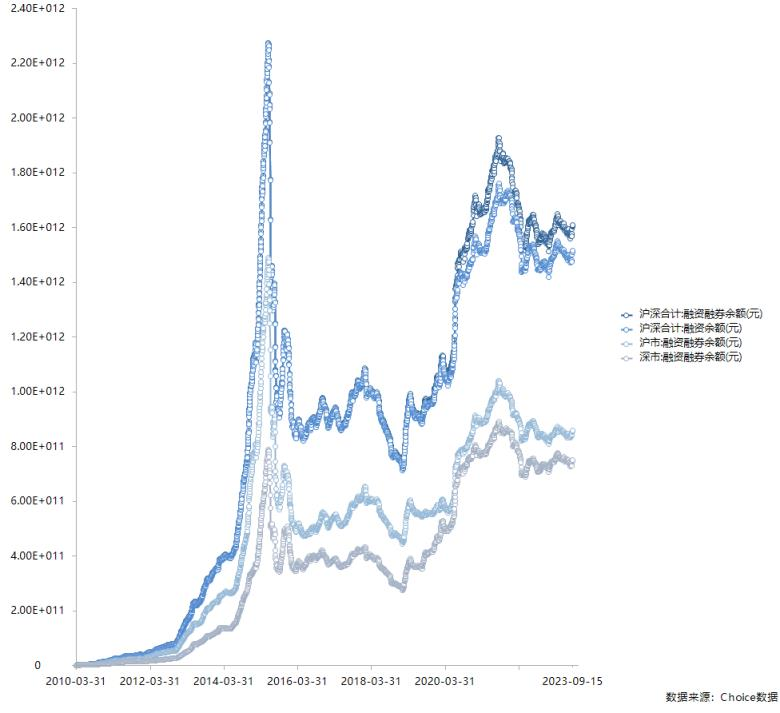 2.40E+012
2.20E+012
2.00E+012
1.80E+012
1.60E+012
1.40E+012
1.20E+012
1.00E+012
8.00E+011
6.00E+011
4.00E+011
2.00E+011
0
2010-03-31 2012-03-31 2014-03-31 2016-03-31 2018-03-31 2020-03-31 2023-09-15
沪深合计:融资融券余额(元)
沪深合计:融资余额(元)
沪市:融资融券余额(元)
深市:融资融券余额(元)
数据来源：Choice数据